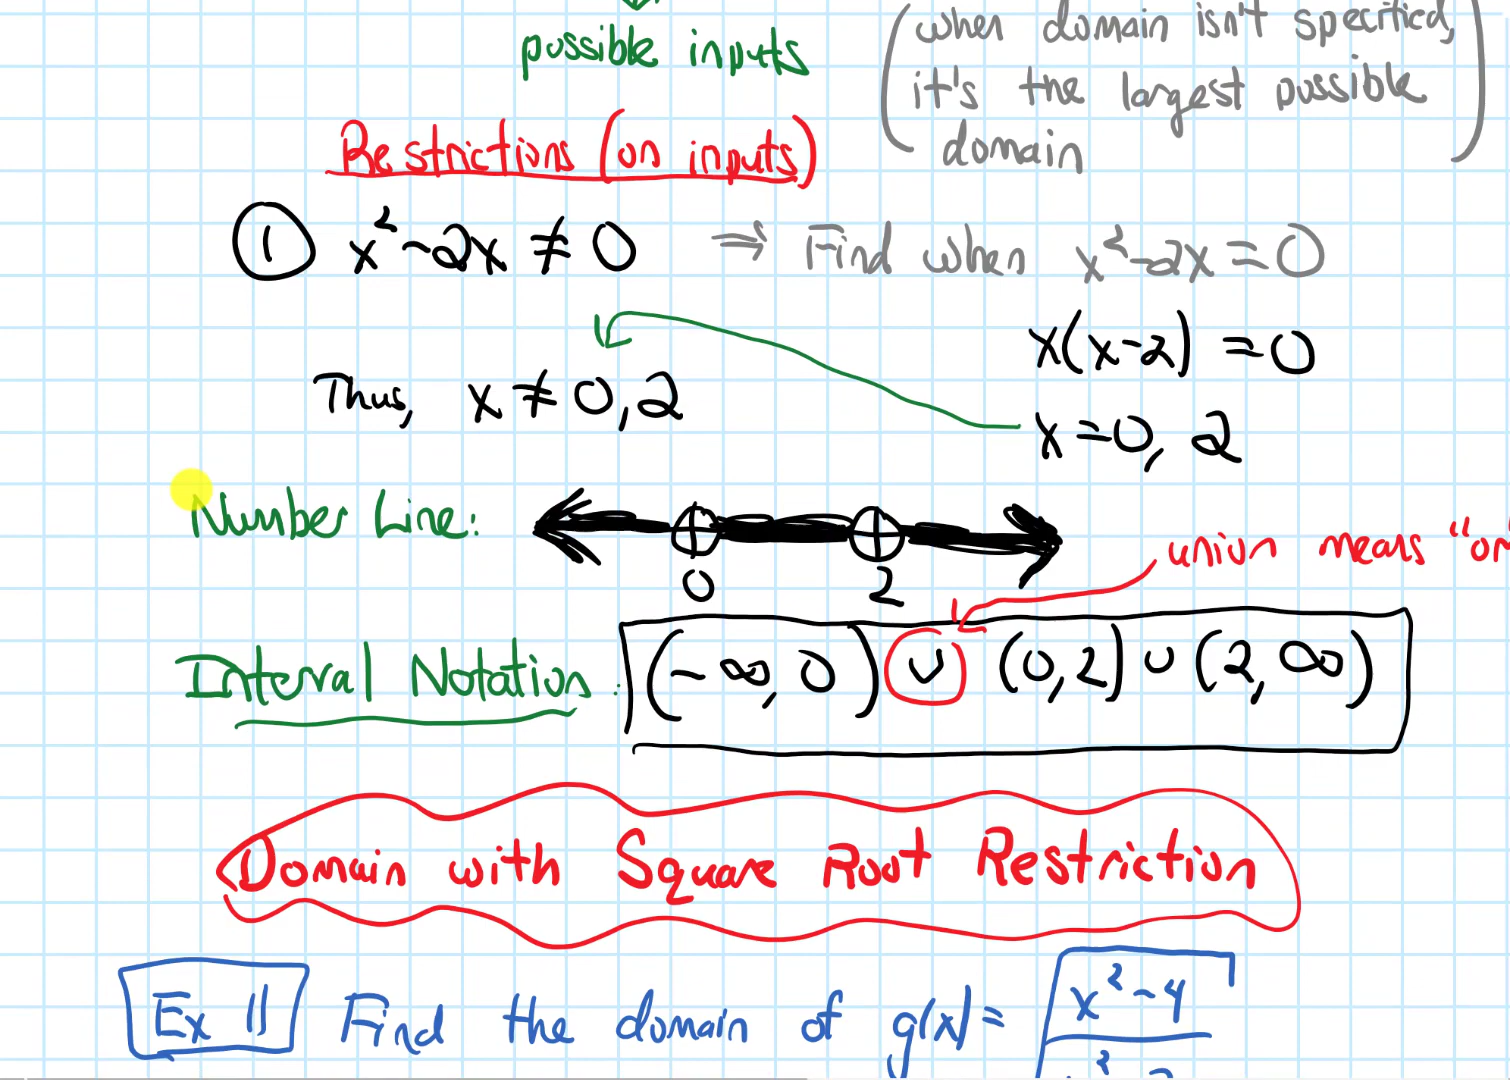 possible inputs
(when domain isn't specified,
it's the largest possible
domain)
Restrictions (on inputs)
① x² - 2x ≠ 0 ⇒ Find when x² - 2x = 0
x(x-2) = 0
Thus, x ≠ 0, 2
x = 0, 2
Number Line:
0 2
union means "or
Interval Notation: (-∞, 0) ∪ (0, 2) ∪ (2, ∞)
Domain with Square Root Restriction
Ex 11 Find the domain of g(x) = √ x² - 4